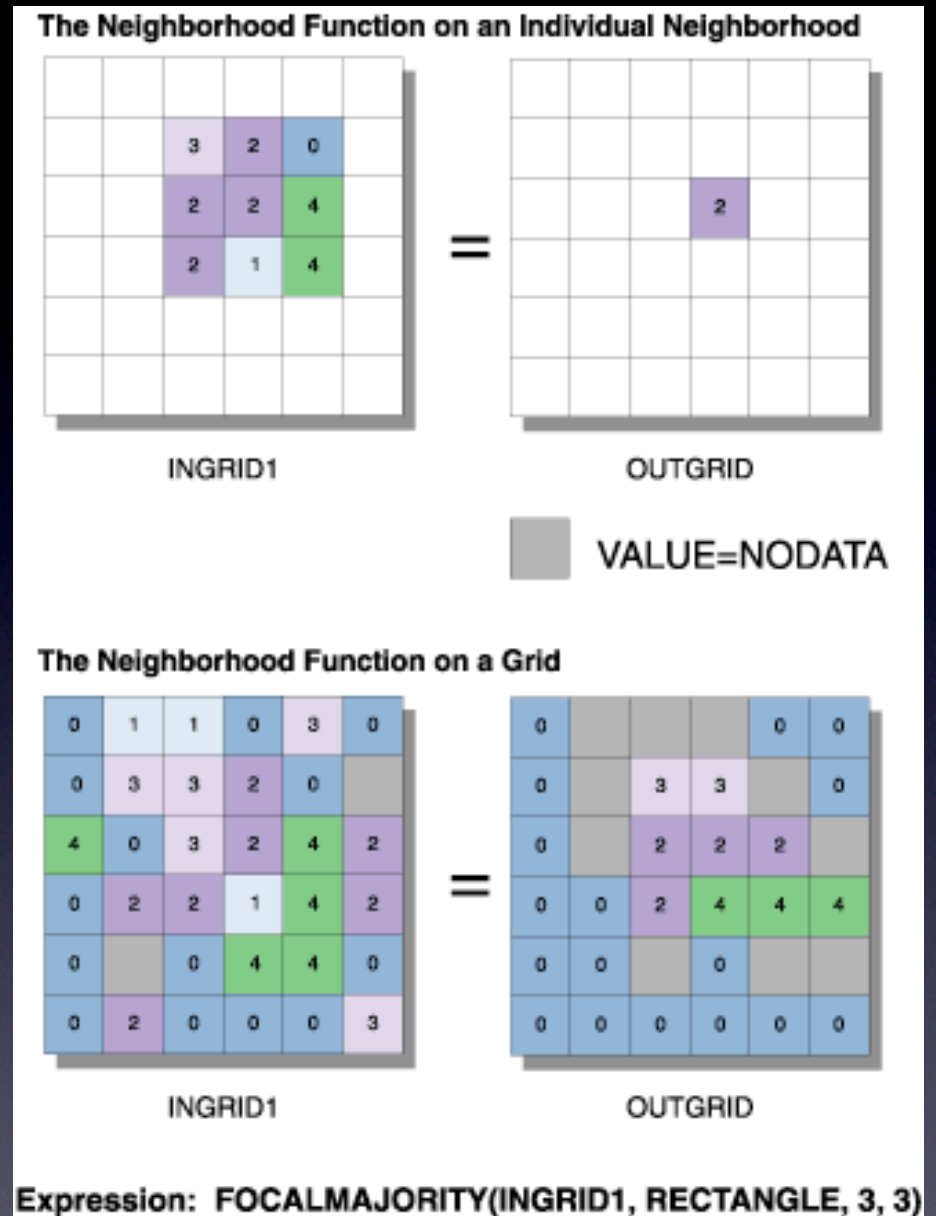 The Neighborhood Function on an Individual Neighborhood
3 2 0
2 2 4 = 2
2 1 4
INGRID1 OUTGRID
VALUE=NODATA
The Neighborhood Function on a Grid
0 1 1 0 3 0 0 0 0
0 3 3 2 0 0 3 3 0
4 0 3 2 4 2 = 0 2 2 2
0 2 2 1 4 2 0 0 2 4 4 4
0 0 4 4 0 0 0 0
0 2 0 0 0 3 0 0 0 0 0 0
INGRID1 OUTGRID
Expression: FOCALMAJORITY(INGRID1, RECTANGLE, 3, 3)